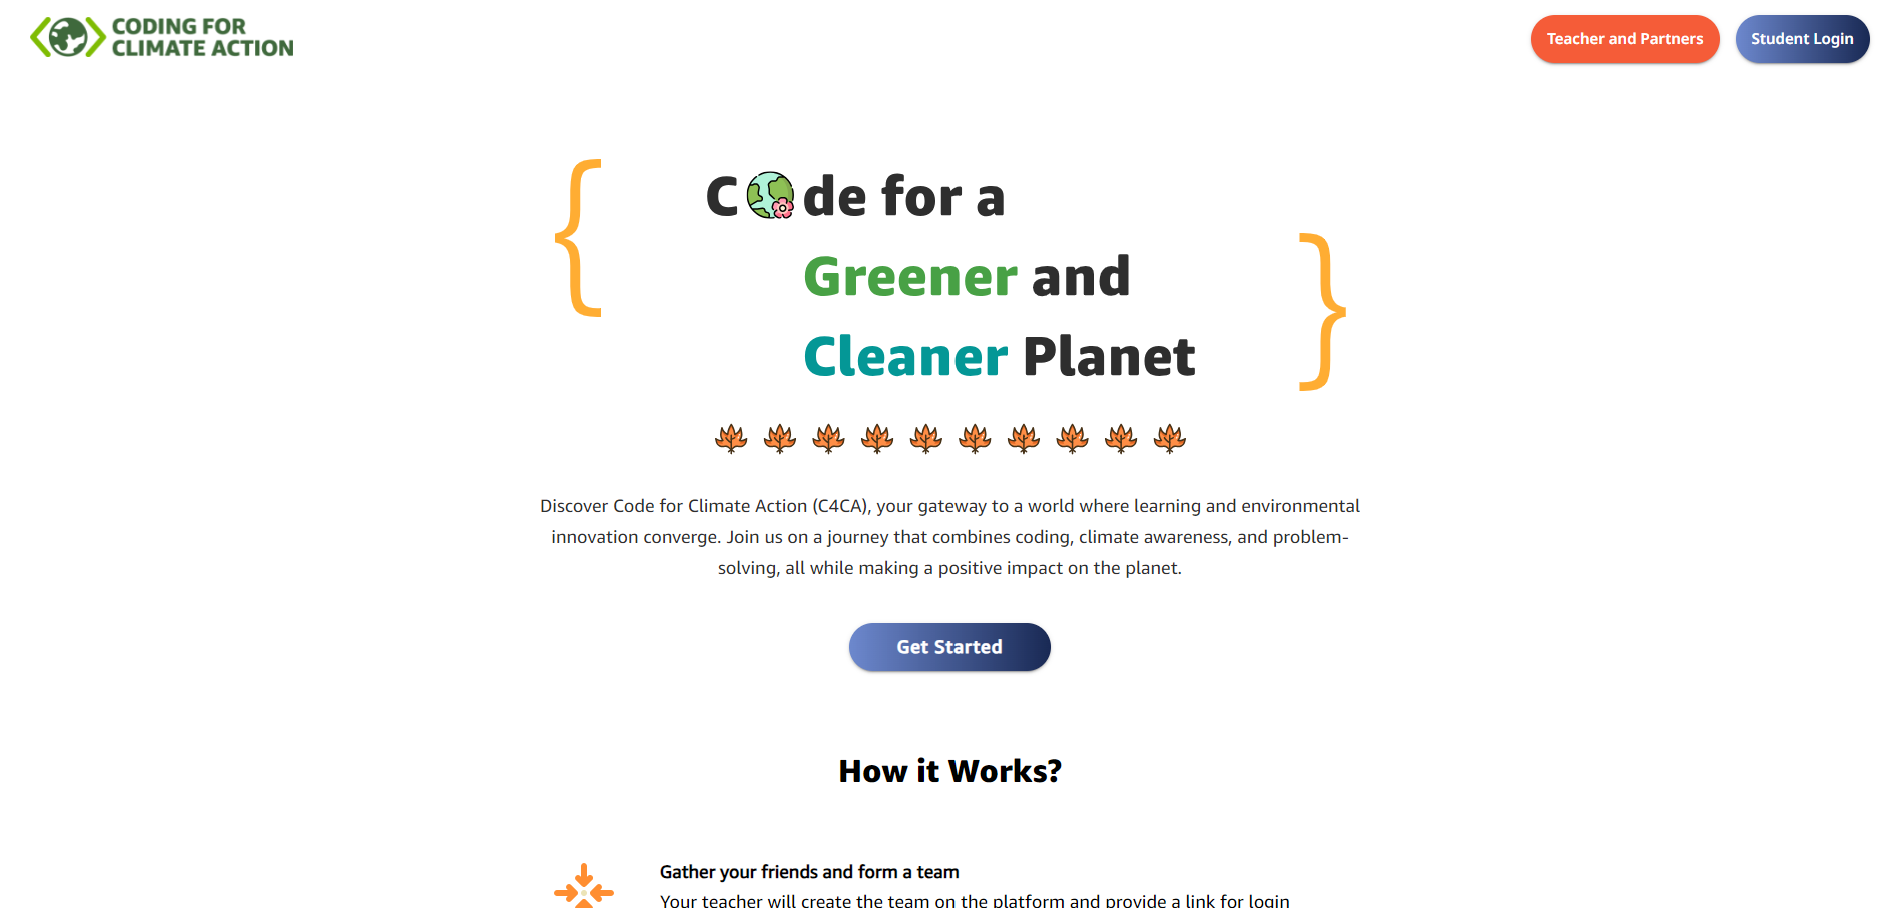 CODING FOR
CLIMATE ACTION
Teacher and Partners
Student Login
{
C de for a
Greener and
Cleaner Planet
}
Discover Code for Climate Action (C4CA), your gateway to a world where learning and environmental
innovation converge. Join us on a journey that combines coding, climate awareness, and problem-
solving, all while making a positive impact on the planet.
Get Started
How it Works?
Gather your friends and form a team
Your teacher will create the team on the platform and provide a link for login